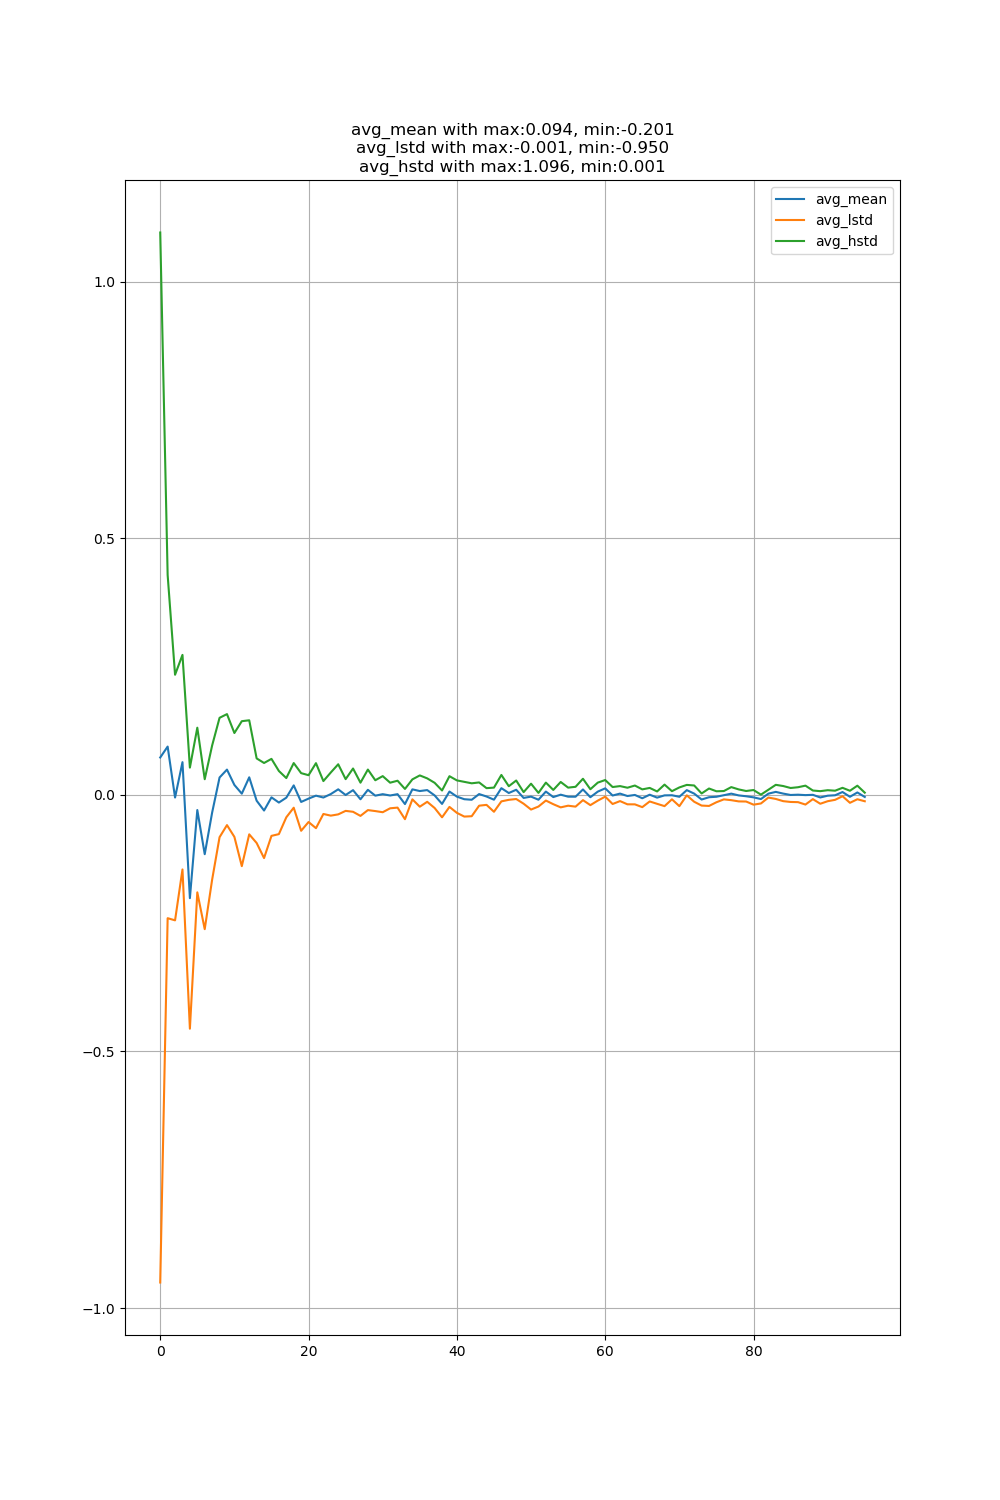 avg_mean with max:0.094, min:-0.201
avg_lstd with max:-0.001, min:-0.950
avg_hstd with max:1.096, min:0.001
avg_mean
avg_lstd
avg_hstd
1.0
0.5
0.0
−0.5
−1.0
0 20 40 60 80